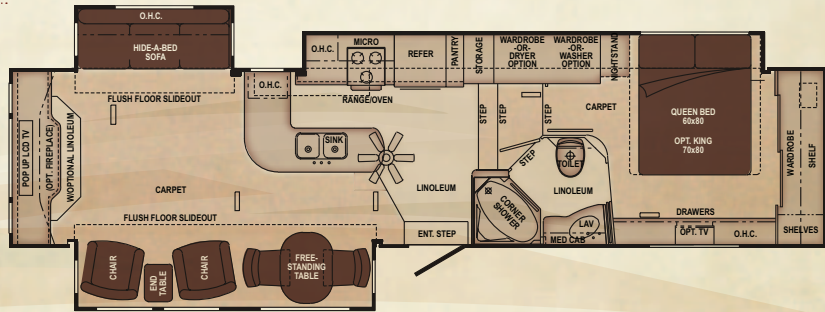 O.H.C.
HIDE-A-BED
SOFA
FLUSH FLOOR SLIDEOUT
POP UP LCD TV
(OPT. FIREPLACE)
W/OPTIONAL LINOLEUM
CARPET
FLUSH FLOOR SLIDEOUT
CHAIR
END
TABLE
CHAIR
FREE-
STANDING
TABLE
O.H.C.
O.H.C.
MICRO
RANGE/OVEN
REFER
PANTRY
STORAGE
SINK
LINOLEUM
ENT. STEP
STEP
STEP
STEP
STEP
WARDROBE
-OR-
DRYER
OPTION
WARDROBE
-OR-
WASHER
OPTION
NIGHTSTAND
CARPET
TOILET
LINOLEUM
CORNER
SHOWER
MED CAB
LAV
QUEEN BED
60x80
OPT. KING
70x80
DRAWERS
OPT. TV
O.H.C.
WARDROBE
SHELF
SHELVES